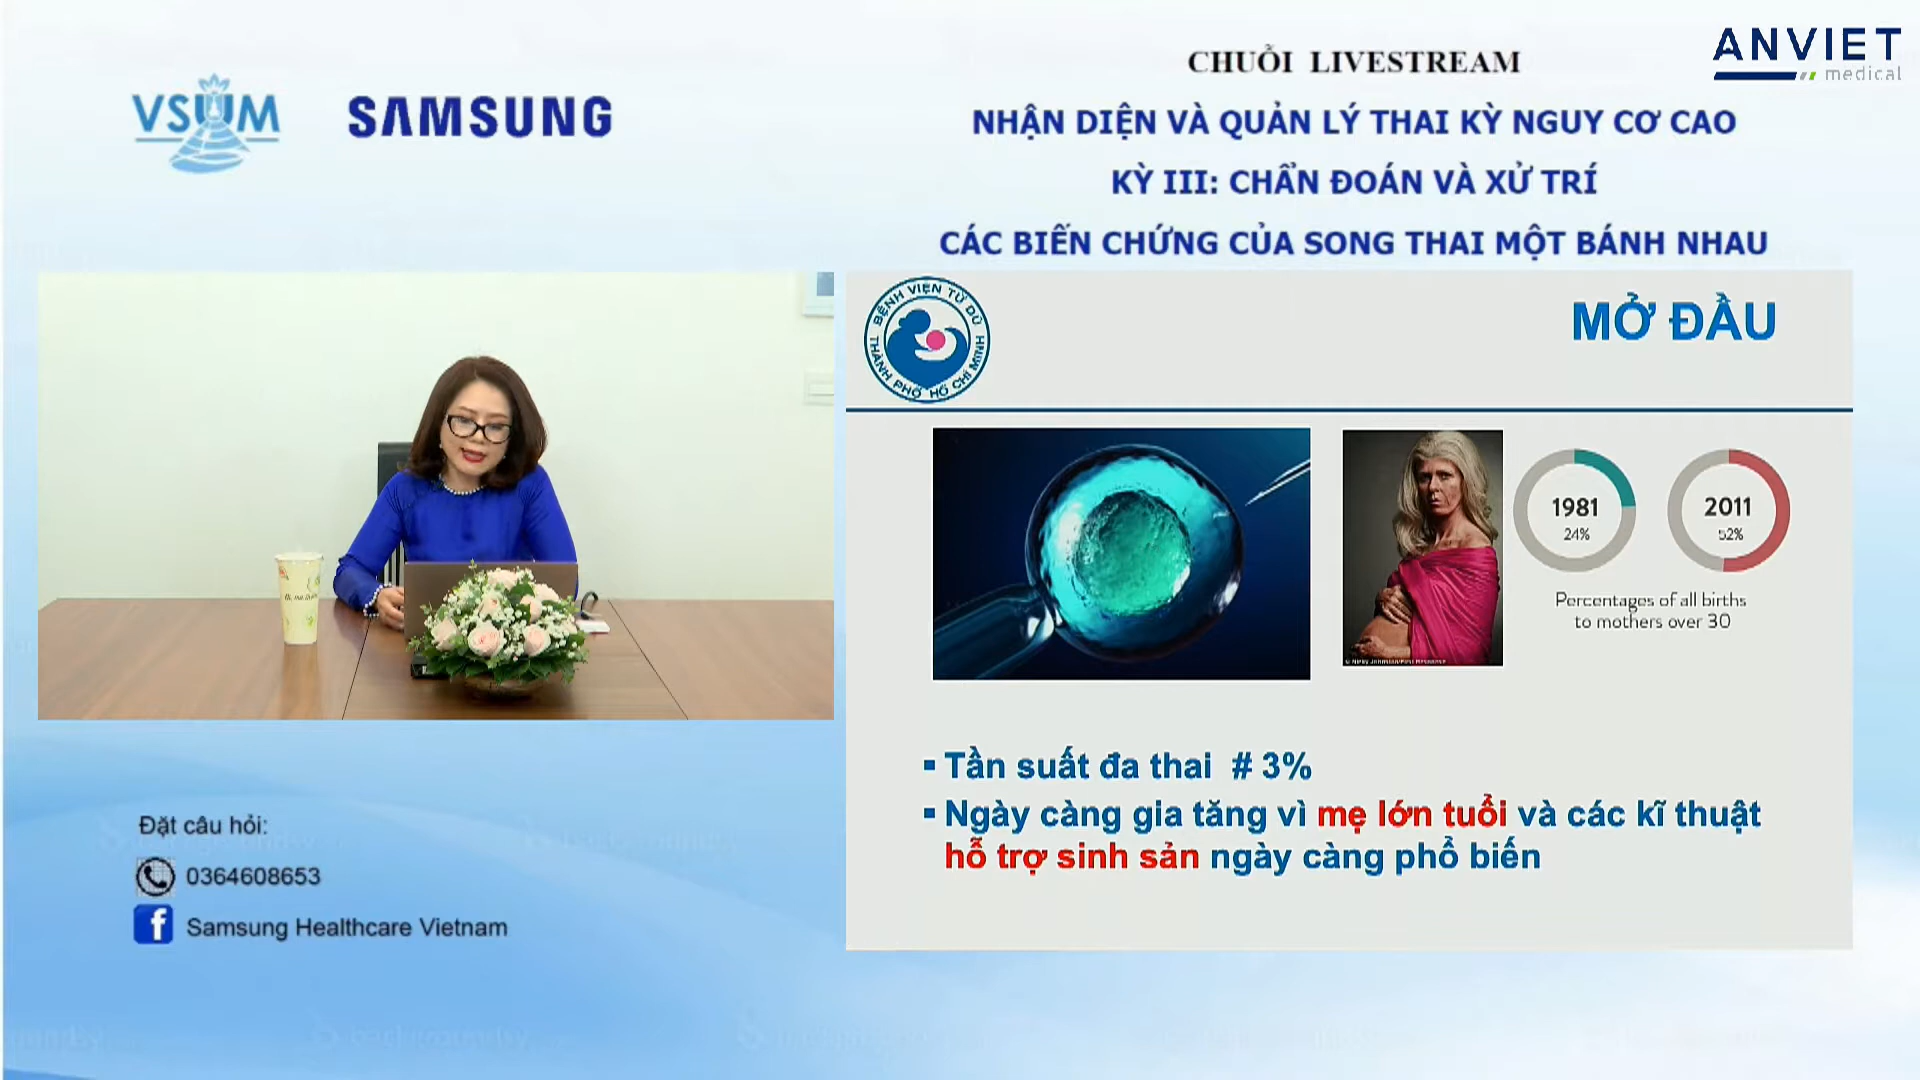 VSUM
SAMSUNG
ANVIET
medical
CHUỖI LIVESTREAM
NHẬN DIỆN VÀ QUẢN LÝ THAI KỲ NGUY CƠ CAO
KỲ III: CHẨN ĐOÁN VÀ XỬ TRÍ
CÁC BIẾN CHỨNG CỦA SONG THAI MỘT BÁNH NHAU
BỆNH VIỆN TỪ DŨ
THÀNH PHỐ HỒ CHÍ MINH
MỞ ĐẦU
1981
24%
2011
52%
Percentages of all births
to mothers over 30
▪ Tần suất đa thai # 3%
▪ Ngày càng gia tăng vì mẹ lớn tuổi và các kĩ thuật
hỗ trợ sinh sản ngày càng phổ biến
Đặt câu hỏi:
0364608653
f Samsung Healthcare Vietnam